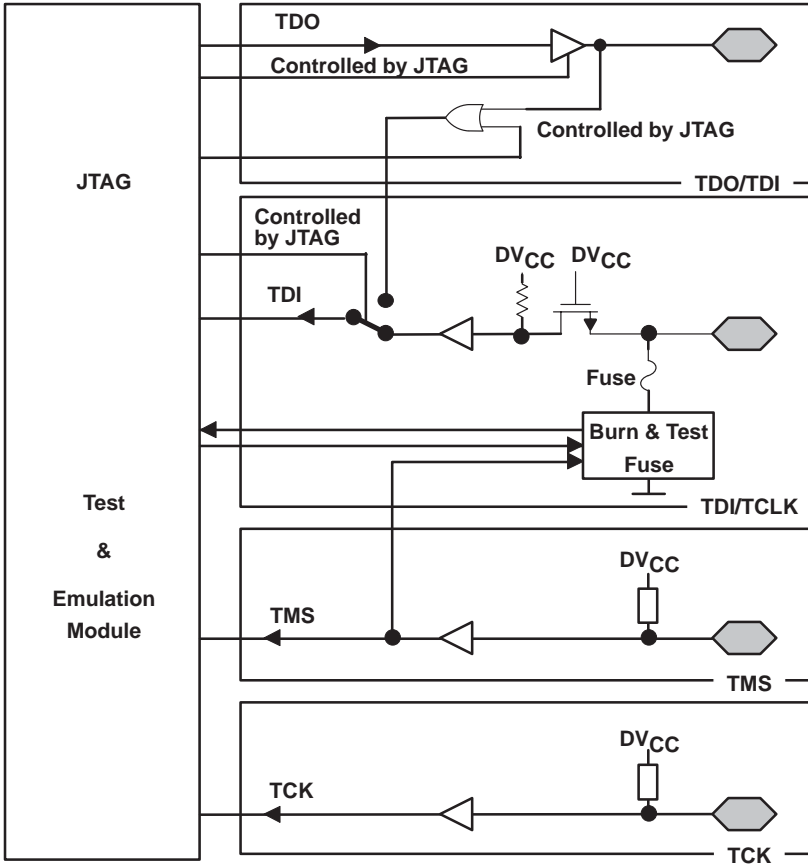 TDO
Controlled by JTAG
Controlled by JTAG
JTAG
TDO/TDI
Controlled
by JTAG
DVCC
DVCC
TDI
Fuse
Burn & Test
Fuse
Test
&
Emulation
Module
TDI/TCLK
DVCC
TMS
TMS
DVCC
TCK
TCK